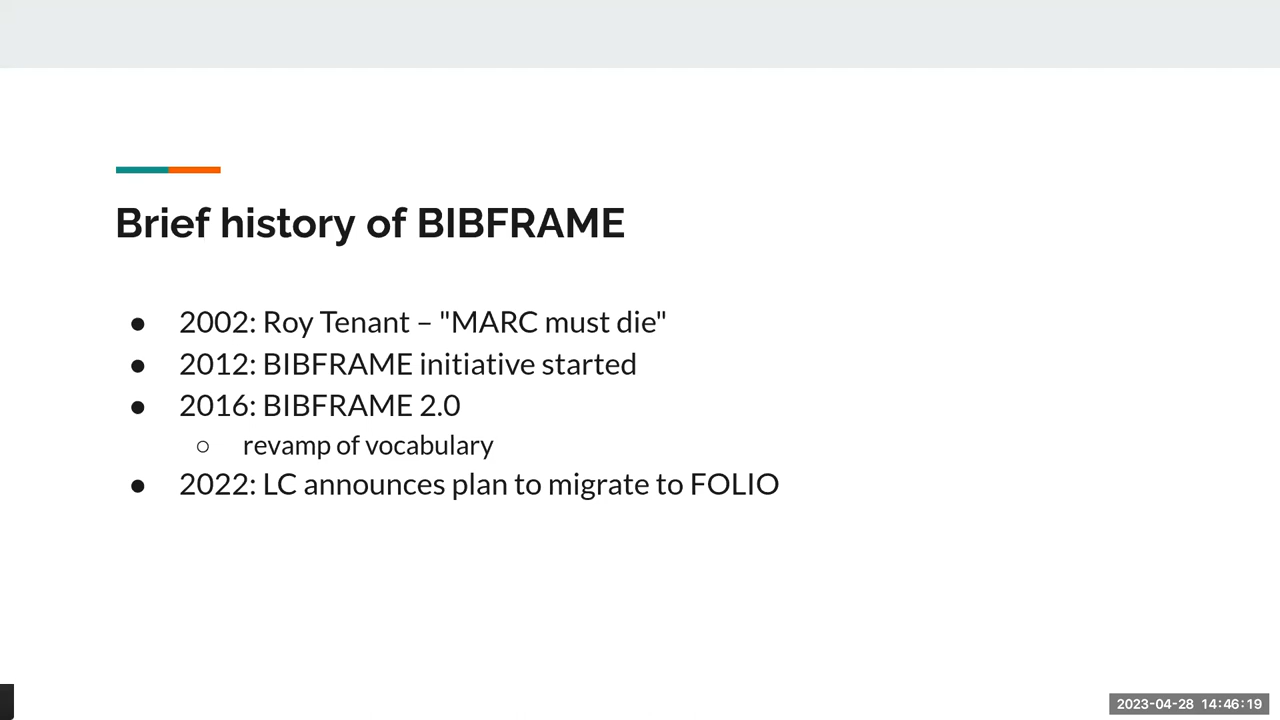 Brief history of BIBFRAME
● 2002: Roy Tenant – "MARC must die"
● 2012: BIBFRAME initiative started
● 2016: BIBFRAME 2.0
○ revamp of vocabulary
● 2022: LC announces plan to migrate to FOLIO
2023-04-28 14:46:19